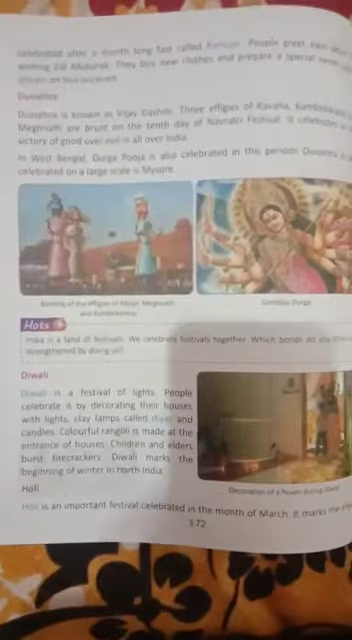 celebrated after a month long fast called Ramzan. People greet each
wishing Eid Mubarak. They buy new clothes and prepare a special
on this occasion.
Dussehra
Dussehra is known as Vijay Dashmi. Three effigies of Ravana,
Meghnath are brunt on the tenth day of Navratri Festival. It celebrates
victory of good over evil in all over India.
In West Bengal, Durga Pooja is also celebrated in this periods Dussehra
celebrated on a large scale is Mysore.
Burning of the effigies of Ravan, Meghnath
and Kumbhkarna
Goddess Durga
Hots
India is a land of festivals. We celebrate festivals together. Which bonds do you
strengthened by doing us?
Diwali
Diwali is a festival of lights. People
celebrate it by decorating their houses
with lights, clay lamps called diyas and
candles. Colourful rangoli is made at the
entrance of houses. Children and elders
burst firecrackers. Diwali marks the
beginning of winter in north India.
Decoration of a house during Diwali
Holi
Holi is an important festival celebrated in the month of March. It marks the
172